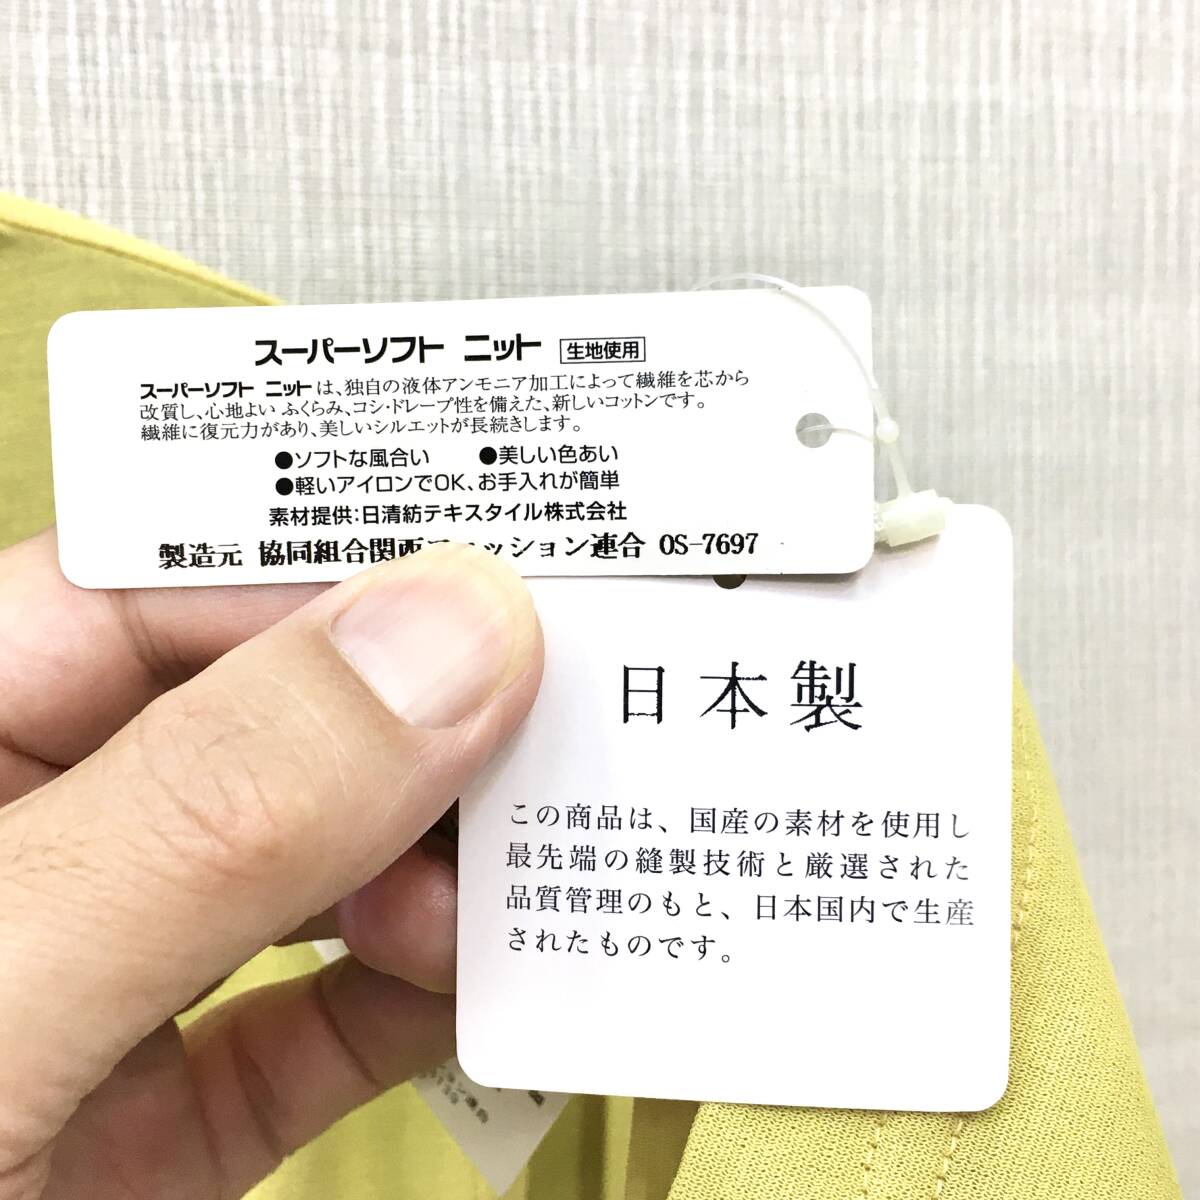 スーパーソフト ニット 生地使用
スーパーソフト ニットは、独自の液体アンモニア加工によって繊維を芯から
改質し、心地よい ふくらみ、コシ・ドレープ性を備えた、新しいコットンです。
繊維に復元力があり、美しいシルエットが長続きします。
●ソフトな風合い ●美しい色あい
●軽いアイロンでOK、お手入れが簡単
素材提供:日清紡テキスタイル株式会社
製造元 協同組合関西ファッション連合 OS-7697
日本製
この商品は、国産の素材を使用し
最先端の縫製技術と厳選された
品質管理のもと、日本国内で生産
されたものです。